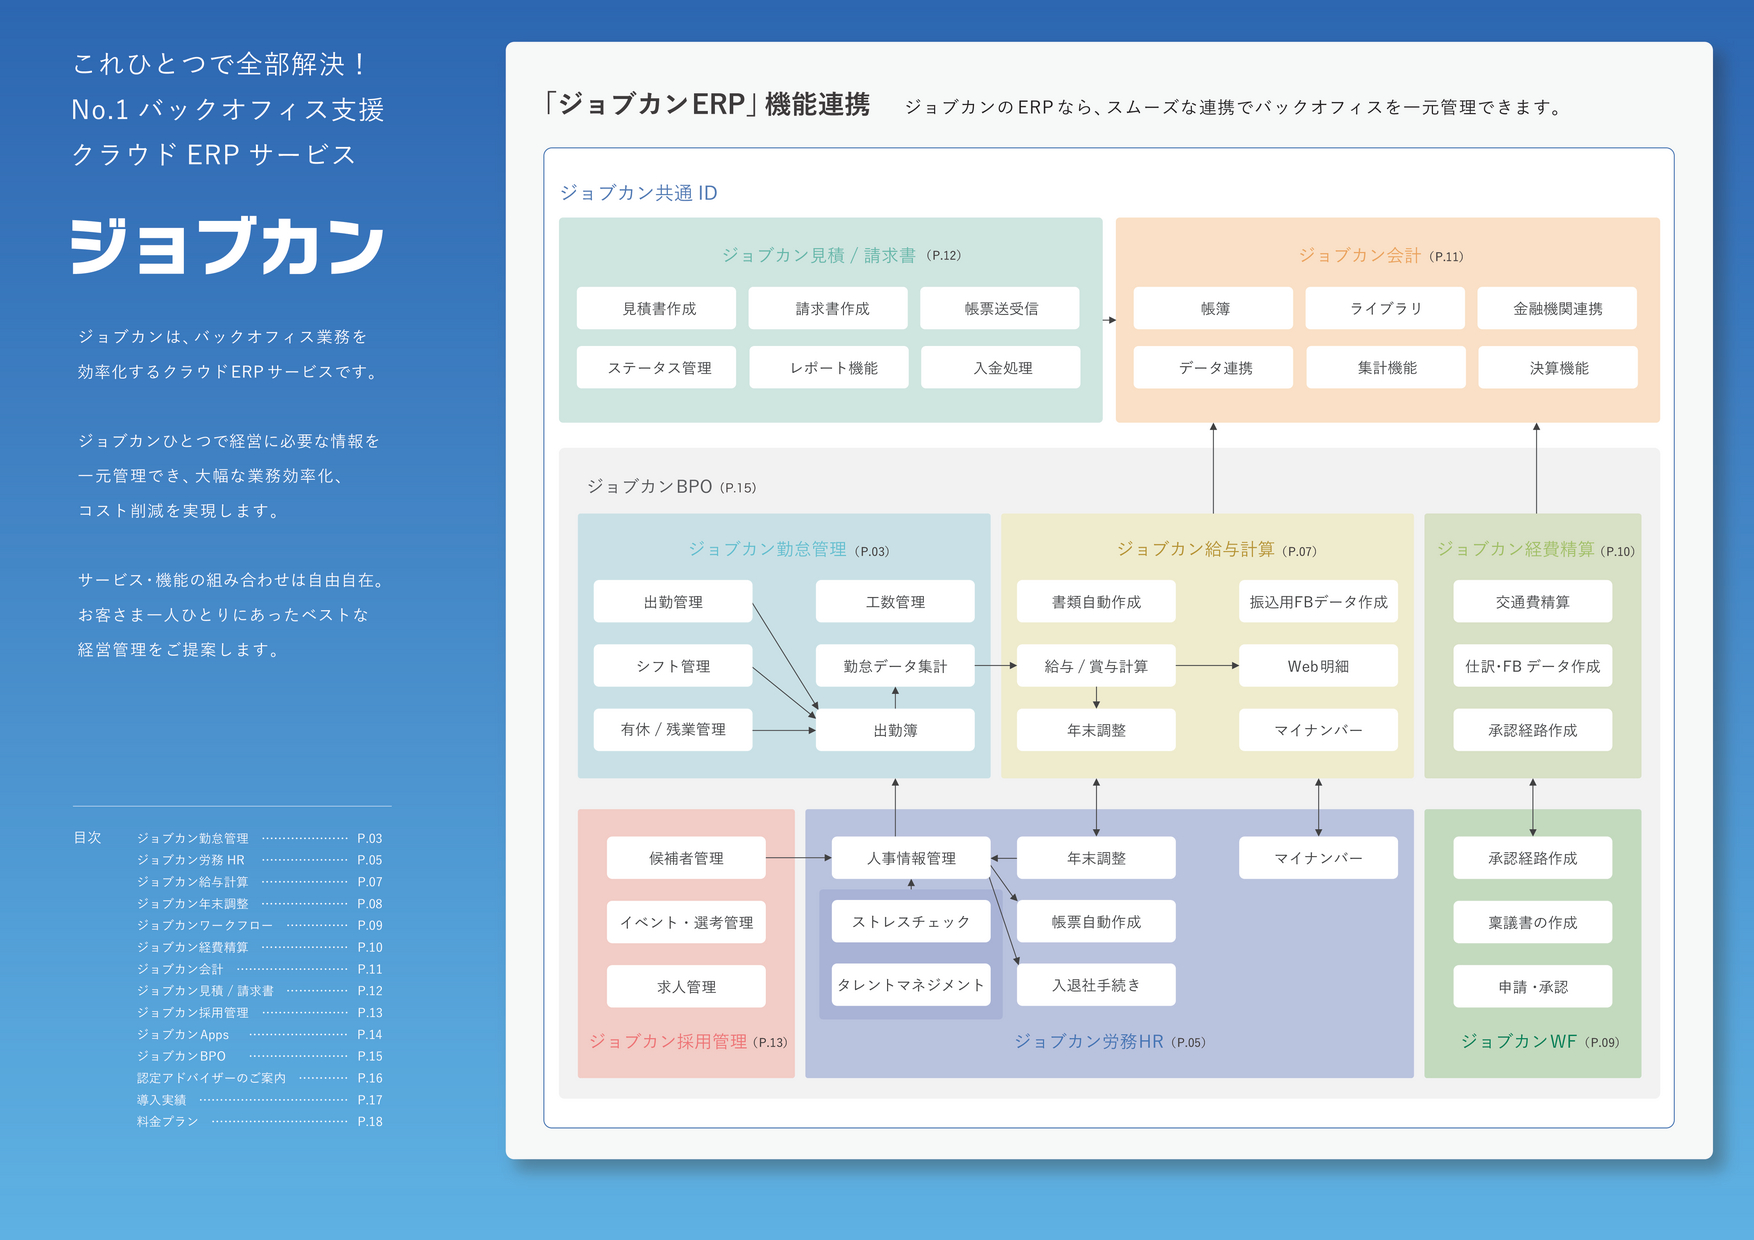 これひとつで全部解決！
No.1 バックオフィス支援
クラウド ERP サービス
ジョブカン
ジョブカンは、バックオフィス業務を
効率化するクラウドERPサービスです。
ジョブカンひとつで経営に必要な情報を
一元管理でき、大幅な業務効率化、
コスト削減を実現します。
サービス・機能の組み合わせは自由自在。
お客さま一人ひとりにあったベストな
経営管理をご提案します。
目次
ジョブカン勤怠管理 ………………… P.03
ジョブカン労務 HR ………………… P.05
ジョブカン給与計算 ………………… P.07
ジョブカン年末調整 ………………… P.08
ジョブカンワークフロー …………… P.09
ジョブカン経費精算 ………………… P.10
ジョブカン会計 ……………………… P.11
ジョブカン見積 / 請求書 …………… P.12
ジョブカン採用管理 ………………… P.13
ジョブカンApps …………………… P.14
ジョブカンBPO …………………… P.15
認定アドバイザーのご案内 ………… P.16
導入実績 ……………………………… P.17
料金プラン …………………………… P.18
「ジョブカンERP」機能連携
ジョブカンのERPなら、スムーズな連携でバックオフィスを一元管理できます。
ジョブカン共通 ID
ジョブカン見積 / 請求書（P.12）
見積書作成 請求書作成 帳票送受信
ステータス管理 レポート機能 入金処理
ジョブカン会計（P.11）
帳簿 ライブラリ 金融機関連携
データ連携 集計機能 決算機能
ジョブカンBPO（P.15）
ジョブカン勤怠管理（P.03）
出勤管理 工数管理
シフト管理 勤怠データ集計
有休 / 残業管理 出勤簿
ジョブカン給与計算（P.07）
書類自動作成 振込用FBデータ作成
給与 / 賞与計算 Web明細
年末調整 マイナンバー
ジョブカン経費精算（P.10）
交通費精算
仕訳・FB データ作成
承認経路作成
候補者管理
イベント・選考管理
求人管理
ジョブカン採用管理（P.13）
人事情報管理 年末調整 マイナンバー
ストレスチェック 帳票自動作成
タレントマネジメント 入退社手続き
ジョブカン労務HR（P.05）
承認経路作成
稟議書の作成
申請・承認
ジョブカンWF（P.09）